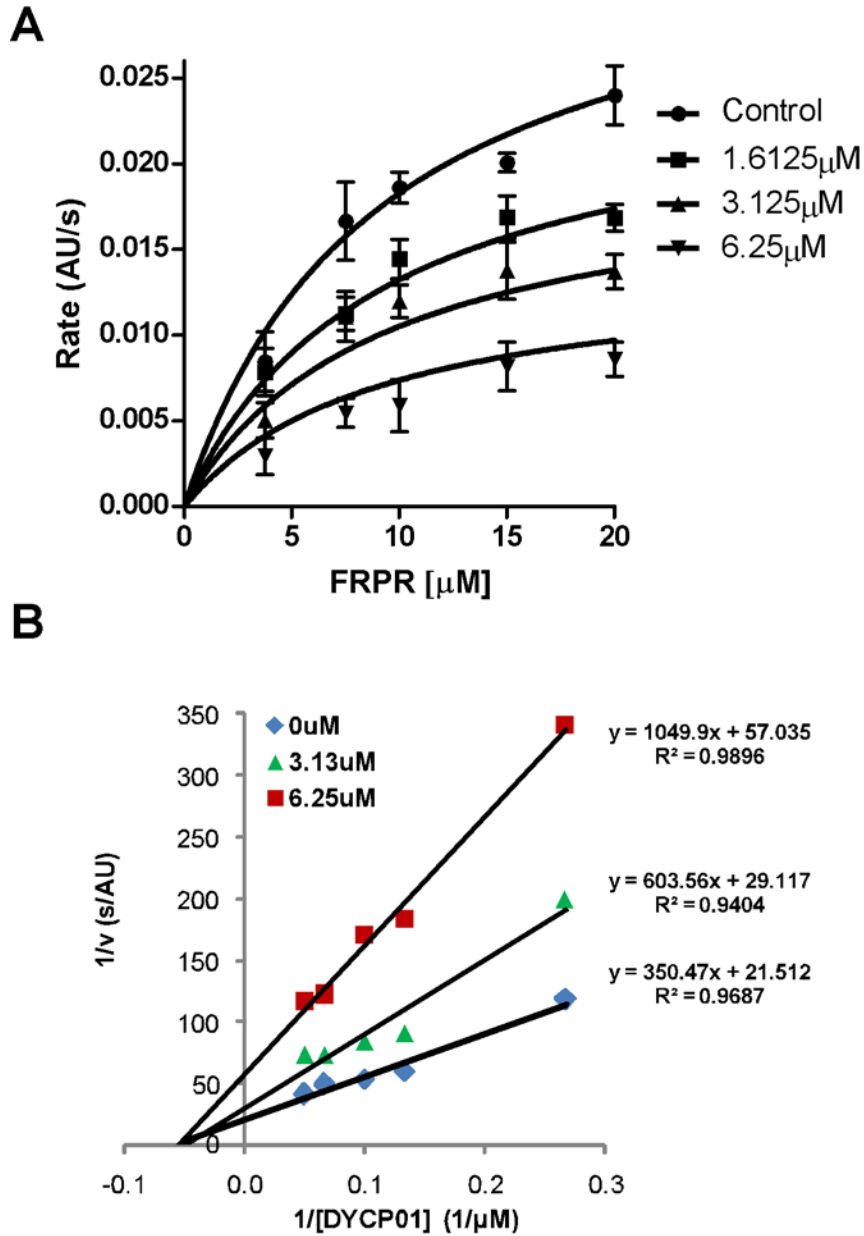 A
Rate (AU/s)
0.025
0.020
0.015
0.010
0.005
0.000
0 5 10 15 20
FRPR [μM]
Control
1.6125μM
3.125μM
6.25μM
B
1/v (s/AU)
350
300
250
200
150
100
50
0
-0.1 0.0 0.1 0.2 0.3
1/[DYCP01] (1/μM)
0uM
3.13uM
6.25uM
y = 1049.9x + 57.035
R² = 0.9896
y = 603.56x + 29.117
R² = 0.9404
y = 350.47x + 21.512
R² = 0.9687